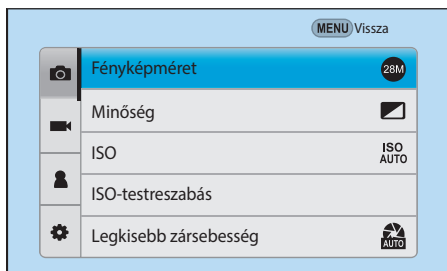 MENU Vissza
Fényképméret 28M
Minőség
ISO ISO AUTO
ISO-testreszabás
Legkisebb zársebesség AUTO